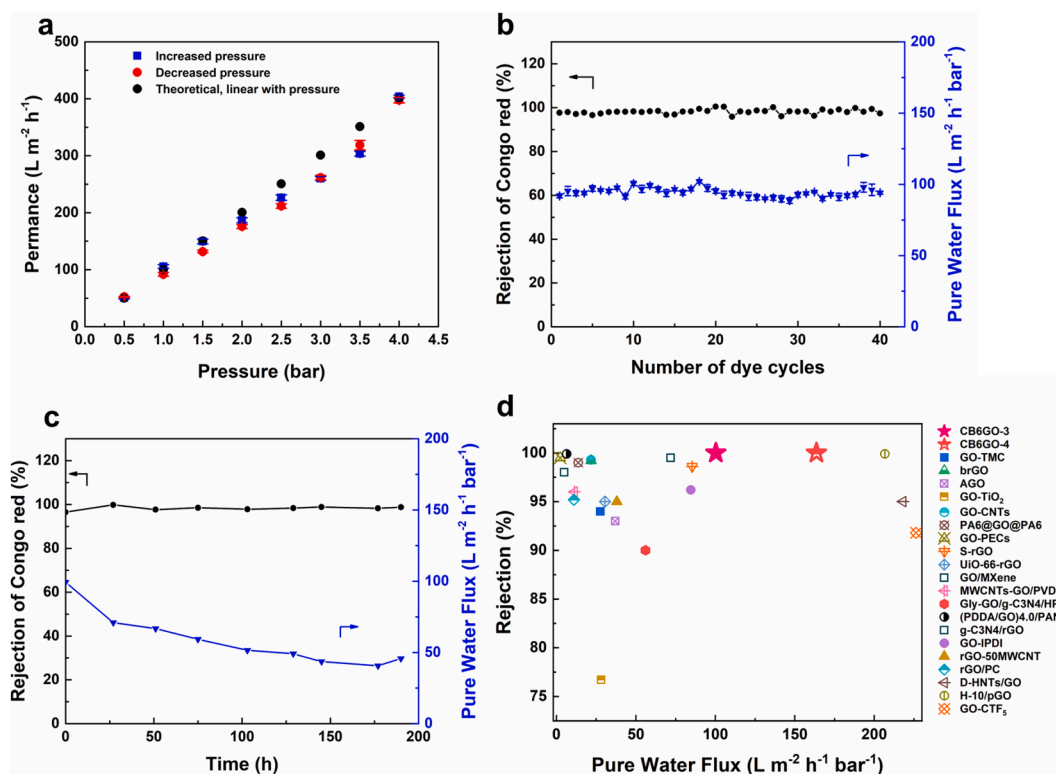 a
500
400
300
200
100
0
Permance (L m⁻² h⁻¹)
Increased pressure
Decreased pressure
Theoretical, linear with pressure
0.0 0.5 1.0 1.5 2.0 2.5 3.0 3.5 4.0 4.5
Pressure (bar)
b
120
100
80
60
40
20
0
Rejection of Congo red (%)
200
150
100
50
0
Pure Water Flux (L m⁻² h⁻¹ bar⁻¹)
0 10 20 30 40
Number of dye cycles
c
120
100
80
60
40
20
0
Rejection of Congo red (%)
200
150
100
50
0
Pure Water Flux (L m⁻² h⁻¹ bar⁻¹)
0 50 100 150 200
Time (h)
d
100
95
90
85
80
75
Rejection (%)
0 50 100 150 200
Pure Water Flux (L m⁻² h⁻¹ bar⁻¹)
CB6GO-3
CB6GO-4
GO-TMC
brGO
AGO
GO-TiO₂
GO-CNTs
PA6@GO@PA6
GO-PECs
S-rGO
UiO-66-rGO
GO/MXene
MWCNTs-GO/PVD
Gly-GO/g-C3N4/HP
(PDDA/GO)4.0/PAN
g-C3N4/rGO
GO-IPDI
rGO-50MWCNT
rGO/PC
D-HNTs/GO
H-10/pGO
GO-CTF₅